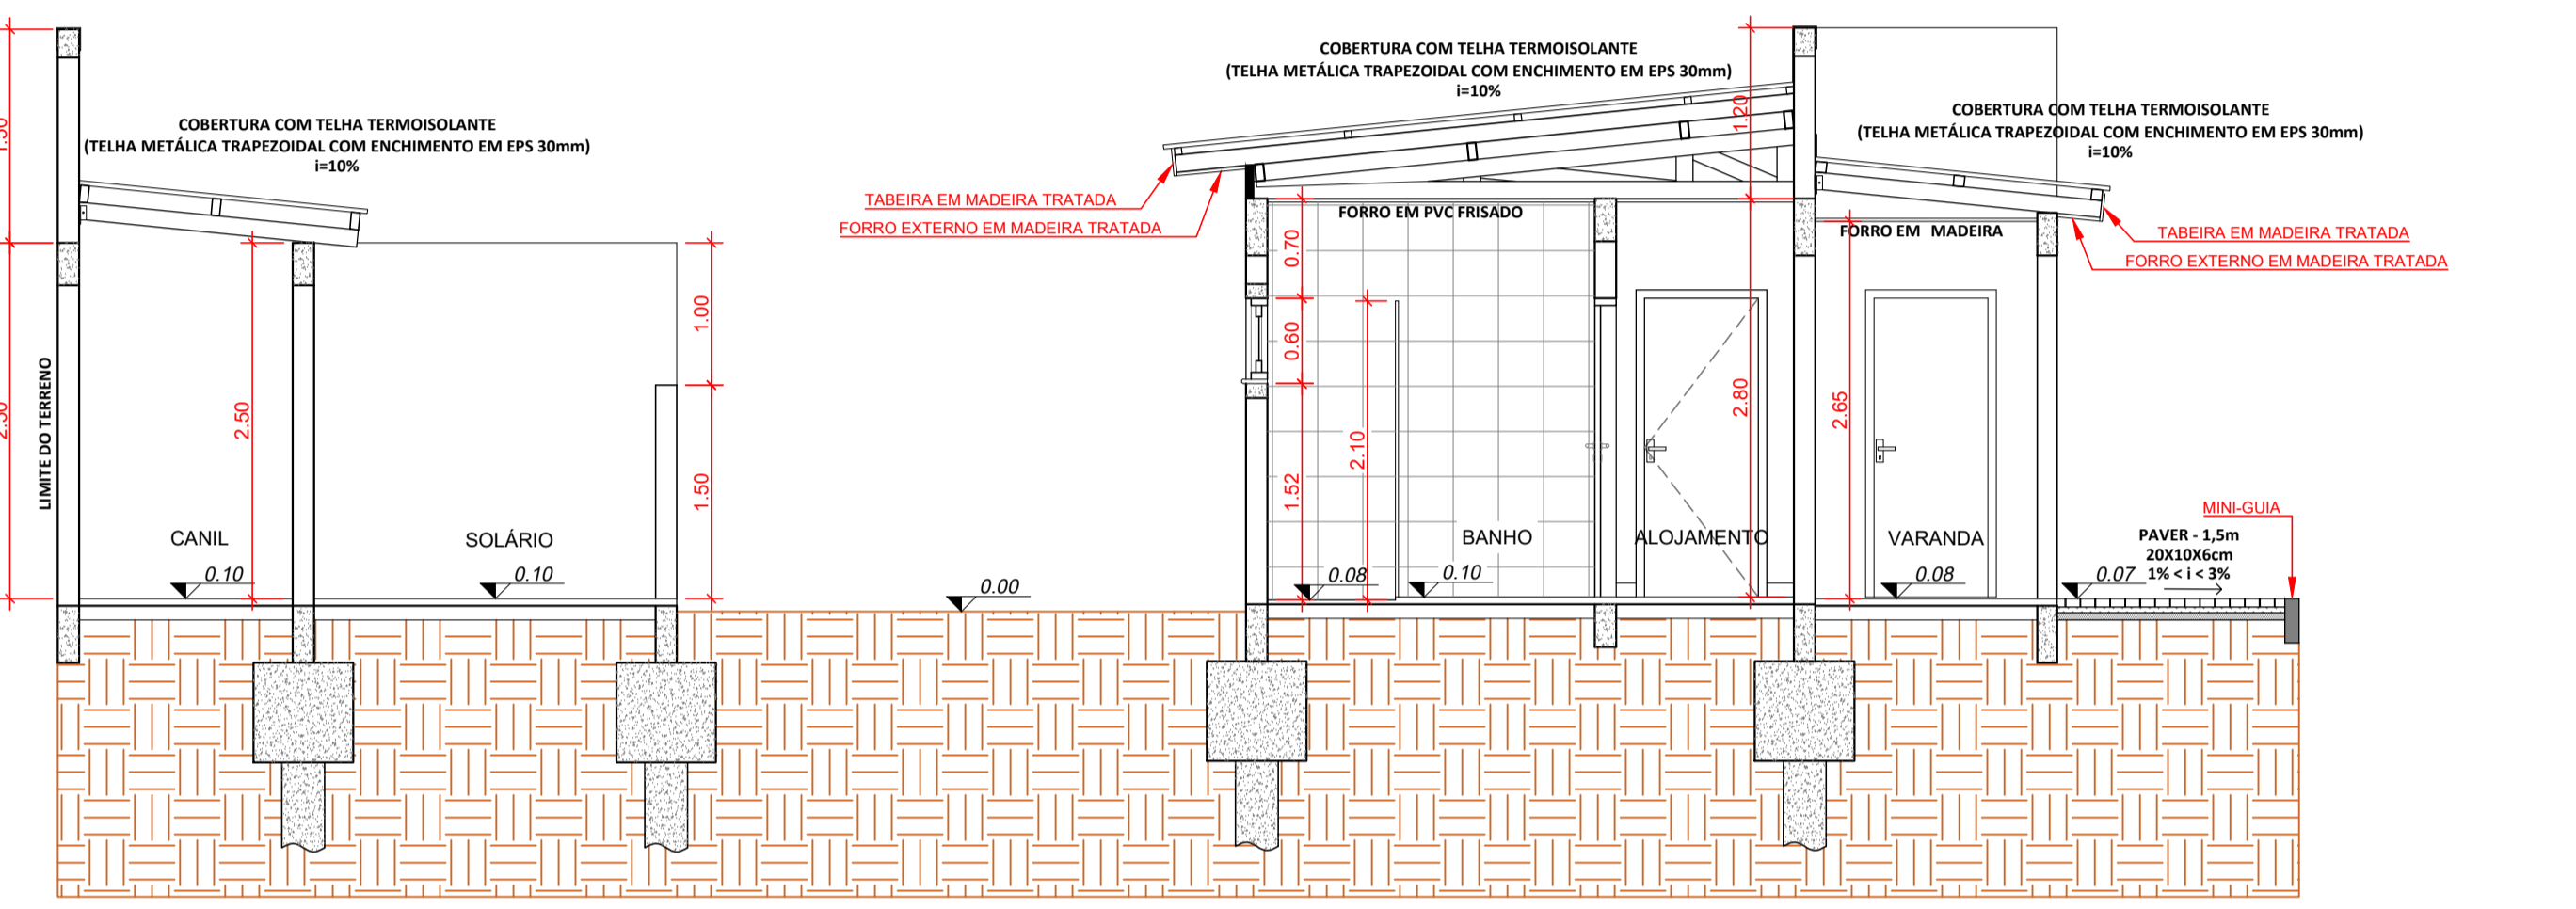 COBERTURA COM TELHA TERMOISOLANTE
(TELHA METÁLICA TRAPEZOIDAL COM ENCHIMENTO EM EPS 30mm)
i=10%
LIMITE DO TERRENO
2.50
1.00
1.50
CANIL
0.10
SOLÁRIO
0.10
0.00
COBERTURA COM TELHA TERMOISOLANTE
(TELHA METÁLICA TRAPEZOIDAL COM ENCHIMENTO EM EPS 30mm)
i=10%
TABEIRA EM MADEIRA TRATADA
FORRO EXTERNO EM MADEIRA TRATADA
FORRO EM PVC FRISADO
0.70
0.60
1.52
2.10
1.20
2.80
2.65
BANHO
0.08
0.10
ALOJAMENTO
COBERTURA COM TELHA TERMOISOLANTE
(TELHA METÁLICA TRAPEZOIDAL COM ENCHIMENTO EM EPS 30mm)
i=10%
FORRO EM MADEIRA
TABEIRA EM MADEIRA TRATADA
FORRO EXTERNO EM MADEIRA TRATADA
VARANDA
0.08
0.07
MINI-GUIA
PAVER - 1,5m
20X10X6cm
1% < i < 3%